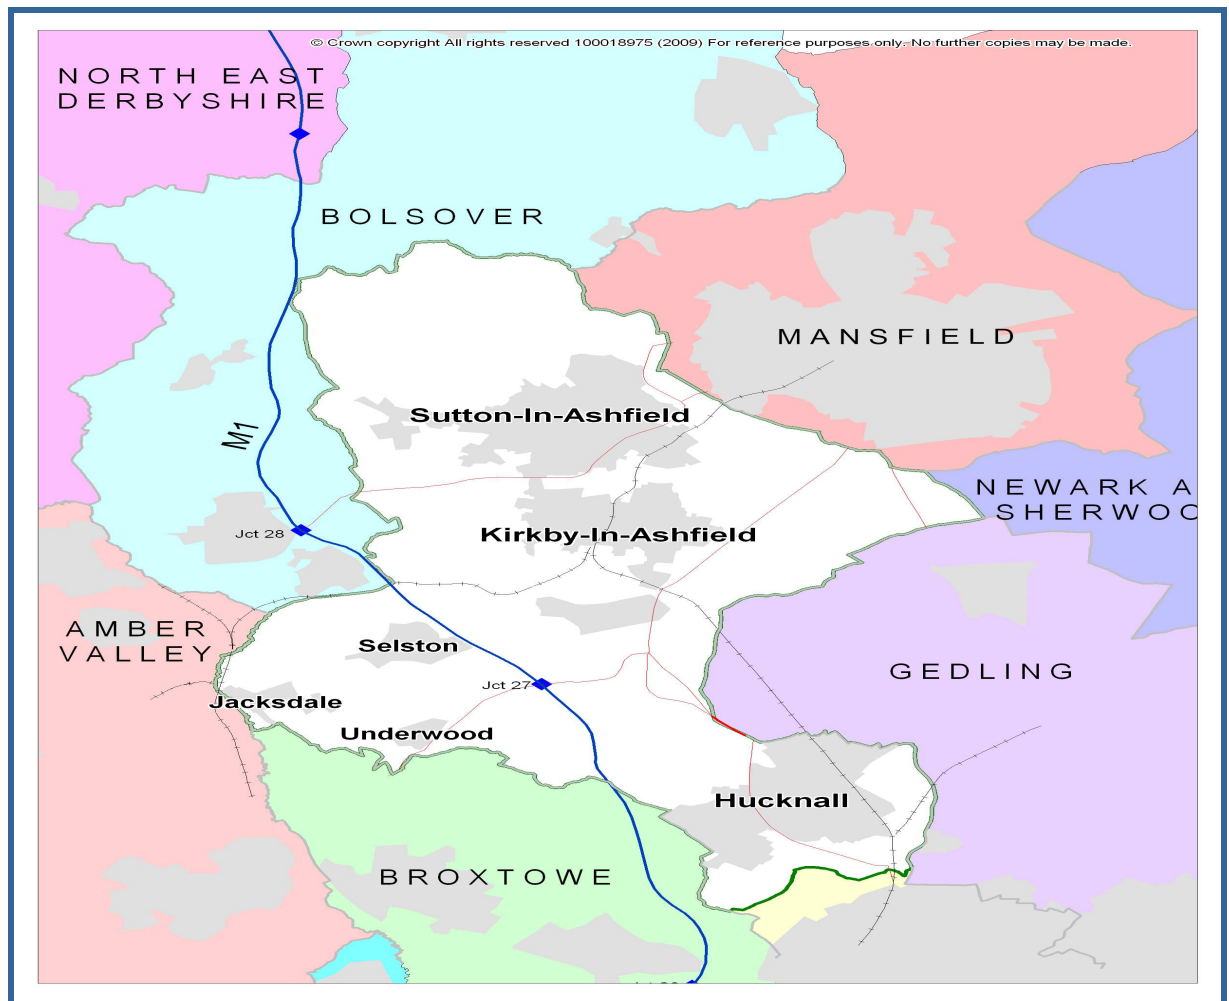 © Crown copyright All rights reserved 100018975 (2009) For reference purposes only. No further copies may be made.
NORTH EAST
DERBYSHIRE
BOLSOVER
MANSFIELD
Sutton-In-Ashfield
M1
NEWARK A
SHERWOO
Jct 28
Kirkby-In-Ashfield
AMBER
VALLEY
Selston
GEDLING
Jct 27
Jacksdale
Underwood
Hucknall
BROXTOWE